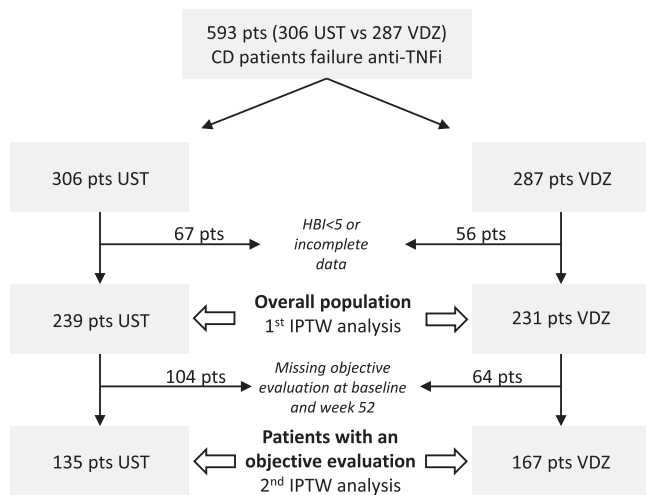 593 pts (306 UST vs 287 VDZ)
CD patients failure anti-TNFi
306 pts UST
287 pts VDZ
67 pts
HBI<5 or
incomplete
data
56 pts
239 pts UST
Overall population
1st IPTW analysis
231 pts VDZ
104 pts
Missing objective
evaluation at baseline
and week 52
64 pts
135 pts UST
Patients with an
objective evaluation
2nd IPTW analysis
167 pts VDZ